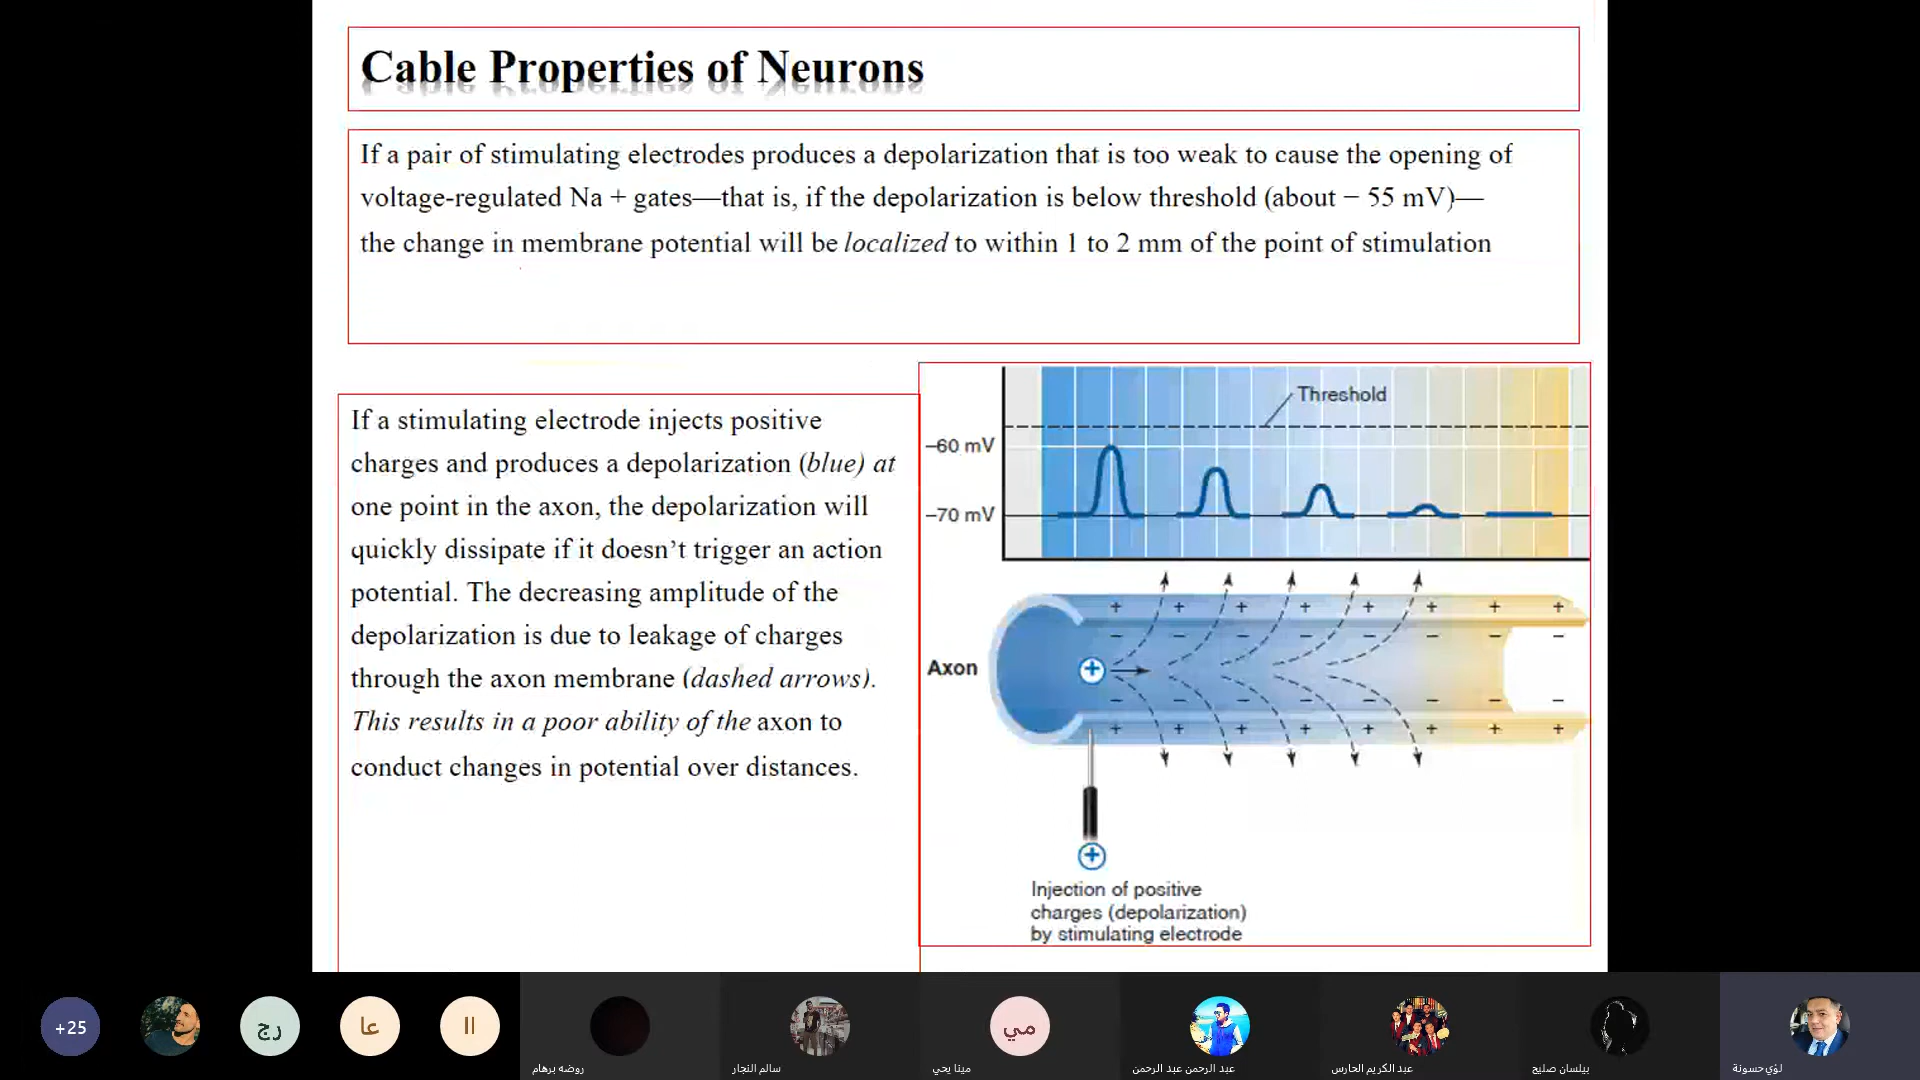 Cable Properties of Neurons
If a pair of stimulating electrodes produces a depolarization that is too weak to cause the opening of
voltage-regulated Na + gates—that is, if the depolarization is below threshold (about − 55 mV)—
the change in membrane potential will be localized to within 1 to 2 mm of the point of stimulation
If a stimulating electrode injects positive
charges and produces a depolarization (blue) at
one point in the axon, the depolarization will
quickly dissipate if it doesn’t trigger an action
potential. The decreasing amplitude of the
depolarization is due to leakage of charges
through the axon membrane (dashed arrows).
This results in a poor ability of the axon to
conduct changes in potential over distances.
Threshold
–60 mV
–70 mV
+ + + + + + + +
− − − − − − − −
Axon
+
− − − − − − − −
+ + + + + + + +
+
Injection of positive
charges (depolarization)
by stimulating electrode
+25
رج
عا
اا
روضه برهام
سالم النجار
مي
مينا يحي
عبد الرحمن عبد الرحمن
عبد الكريم الحارس
بيلسان صليح
لؤي حسونة